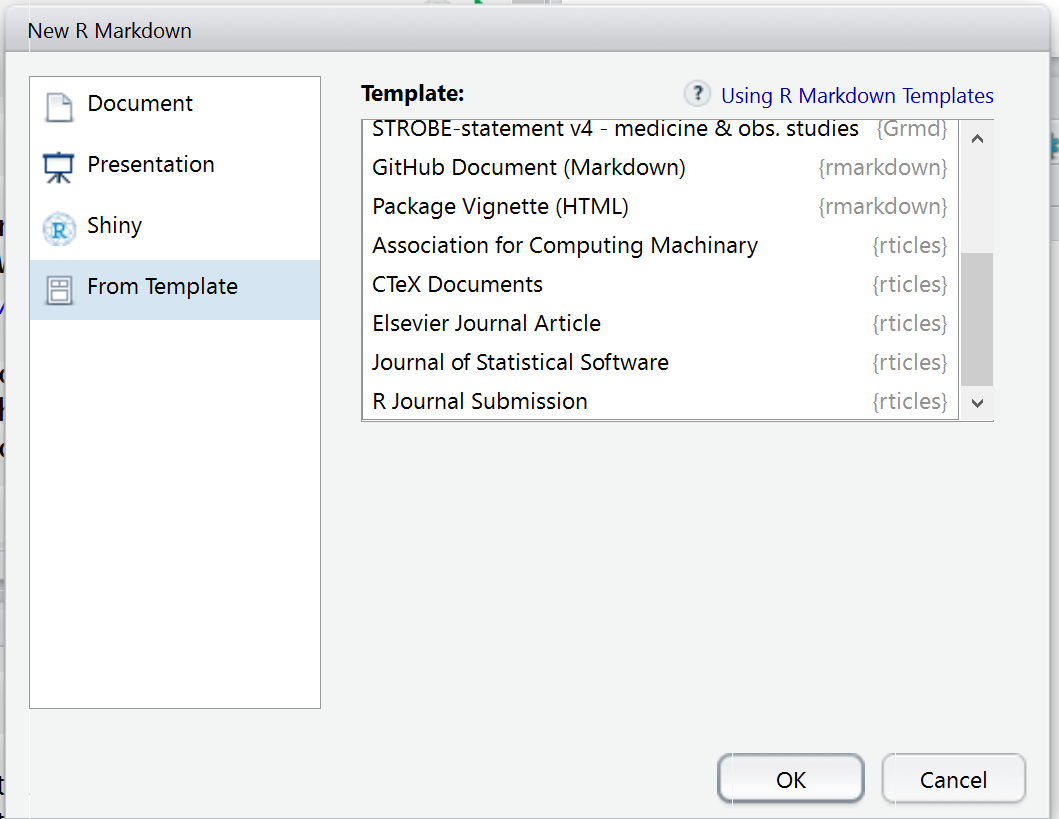 New R Markdown
Document
Presentation
Shiny
From Template
Template:
? Using R Markdown Templates
STROBE-statement v4 - medicine & obs. studies {Grmd}
GitHub Document (Markdown) {rmarkdown}
Package Vignette (HTML) {rmarkdown}
Association for Computing Machinary {rticles}
CTeX Documents {rticles}
Elsevier Journal Article {rticles}
Journal of Statistical Software {rticles}
R Journal Submission {rticles}
OK Cancel